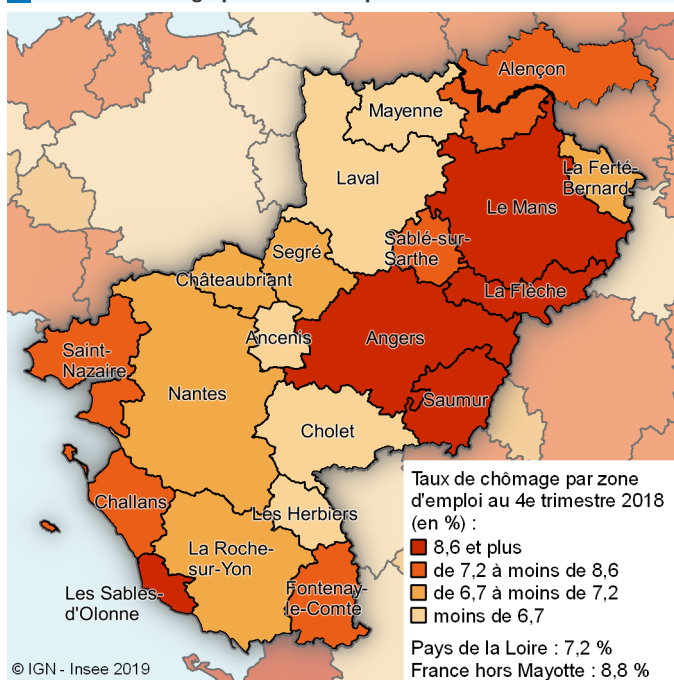 Alençon
Mayenne
La Ferté-
Bernard
Laval
Le Mans
Sablé-sur-
Sarthe
Segré
Châteaubriant
La Flèche
Ancenis
Angers
Saint-
Nazaire
Nantes
Saumur
Cholet
Challans
Les Herbiers
La Roche-
sur-Yon
Les Sables-
d'Olonne
Fontenay-
le-Comte
Taux de chômage par zone
d'emploi au 4e trimestre 2018
(en %) :
8,6 et plus
de 7,2 à moins de 8,6
de 6,7 à moins de 7,2
moins de 6,7
Pays de la Loire : 7,2 %
France hors Mayotte : 8,8 %
© IGN - Insee 2019